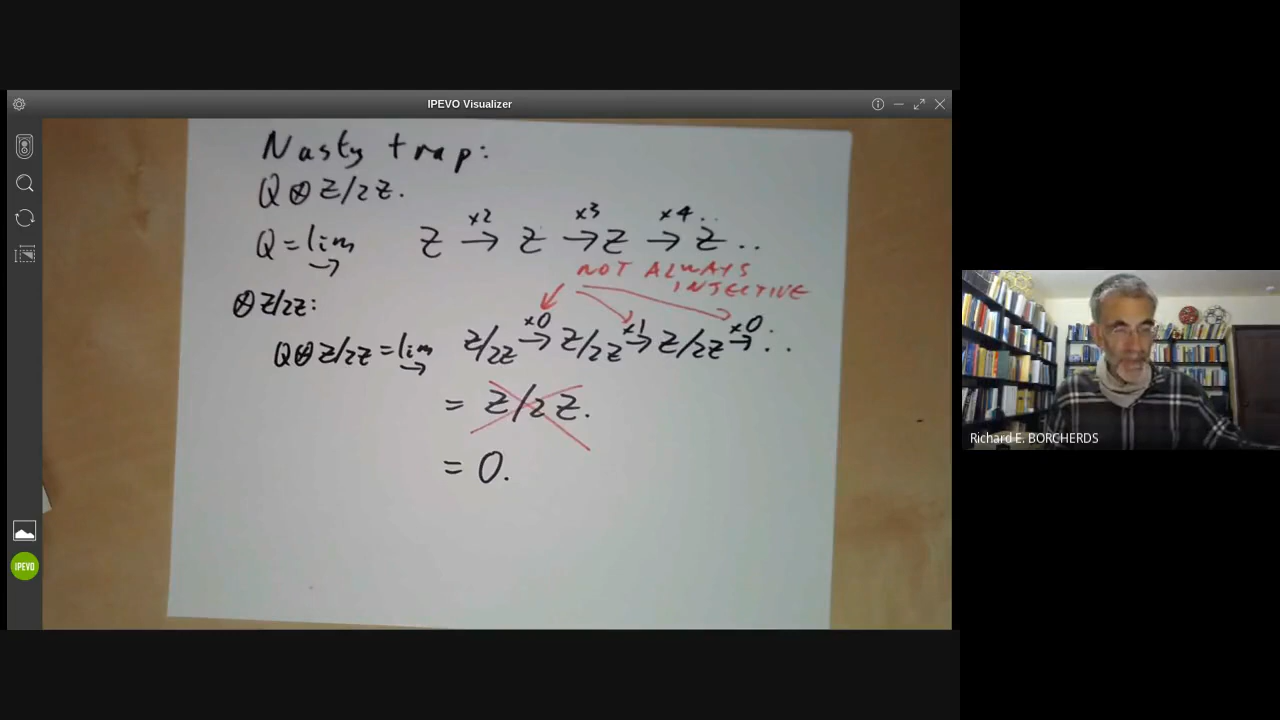 IPEVO Visualizer
Nasty trap:
Q⊗Z/2Z.
×2 ×3 ×4 ..
Q = lim Z → Z → Z → Z ..
→
NOT ALWAYS
INJECTIVE
⊗Z/2Z:
×0 ×1 ×0
Q⊗Z/2Z = lim Z/2Z → Z/2Z → Z/2Z → : .
→
= Z/2Z.
= 0.
Richard E. BORCHERDS
IPEVO